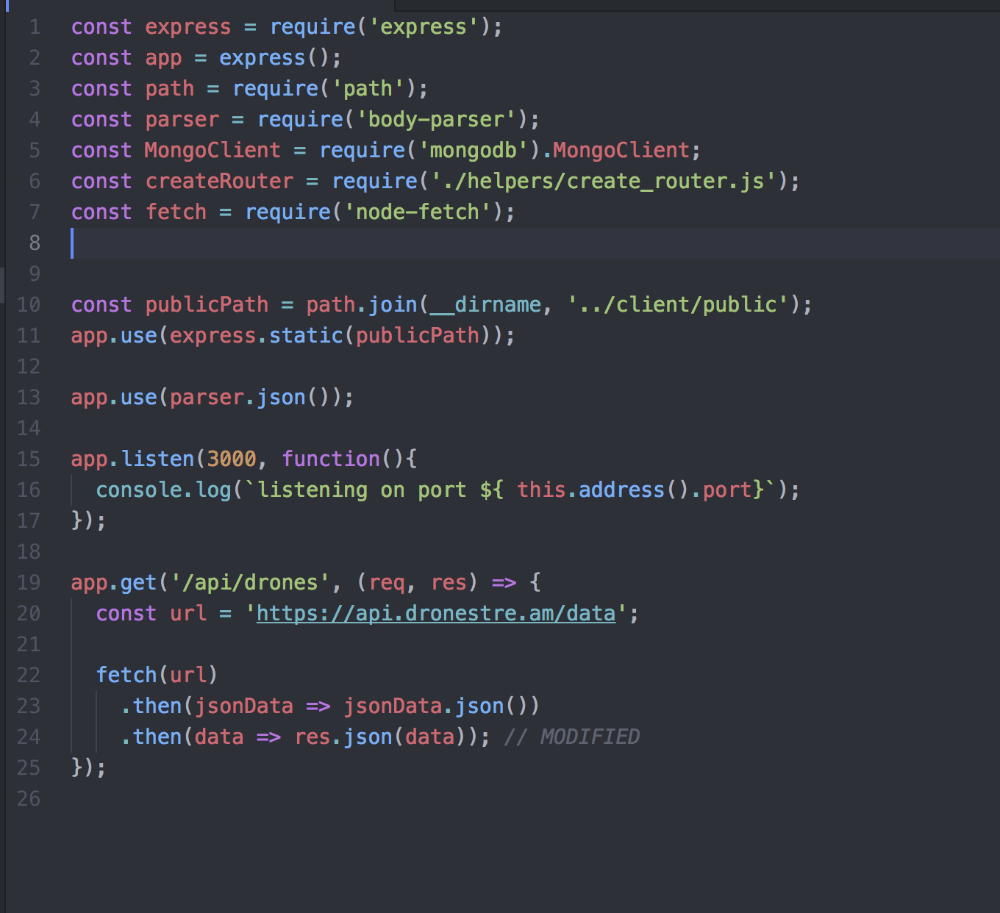 1 const express = require('express');
2 const app = express();
3 const path = require('path');
4 const parser = require('body-parser');
5 const MongoClient = require('mongodb').MongoClient;
6 const createRouter = require('./helpers/create_router.js');
7 const fetch = require('node-fetch');
8
9
10 const publicPath = path.join(__dirname, '../client/public');
11 app.use(express.static(publicPath));
12
13 app.use(parser.json());
14
15 app.listen(3000, function(){
16   console.log(`listening on port ${ this.address().port}`);
17 });
18
19 app.get('/api/drones', (req, res) => {
20   const url = 'https://api.dronestre.am/data';
21
22   fetch(url)
23     .then(jsonData => jsonData.json())
24     .then(data => res.json(data)); // MODIFIED
25 });
26